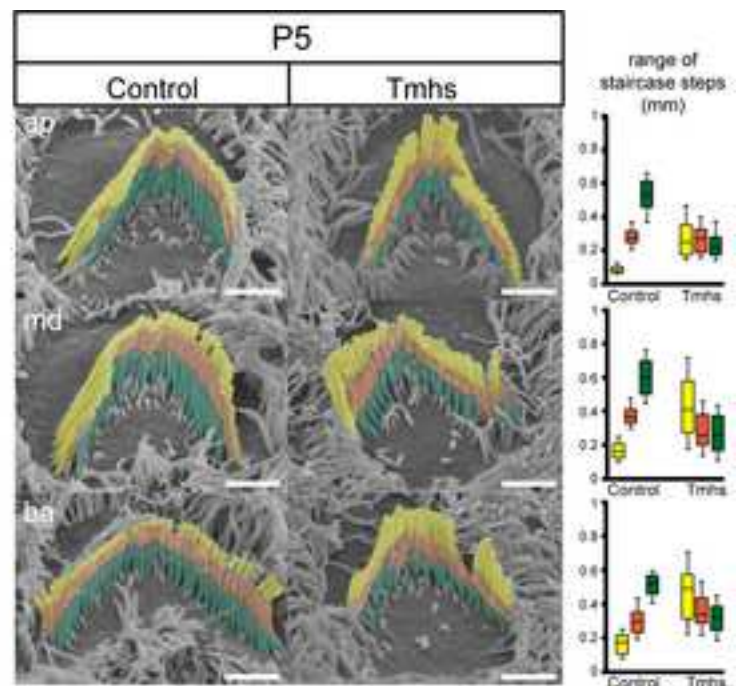 P5
Control Tmhs
range of
staircase steps
(mm)
ap
1
0.8
0.6
0.4
0.2
0
Control Tmhs
md
1
0.8
0.6
0.4
0.2
0
Control Tmhs
ba
1
0.8
0.6
0.4
0.2
0
Control Tmhs